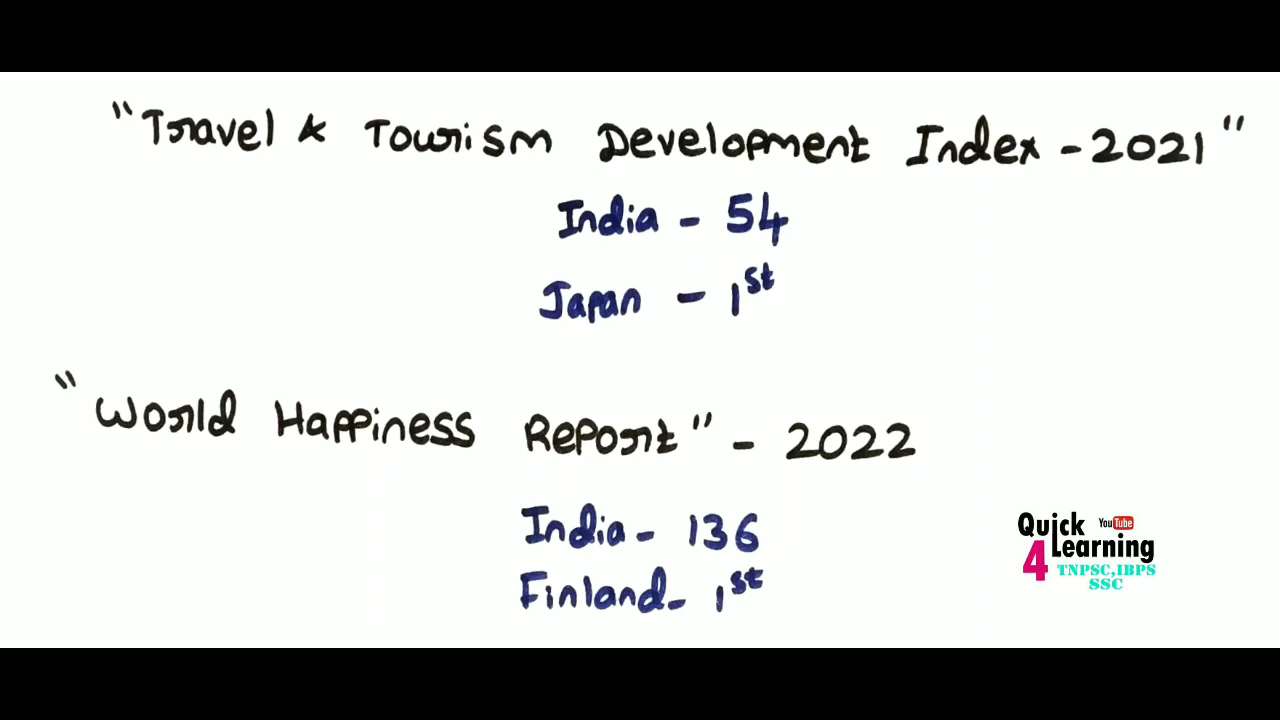 "Travel & Tourism Development Index - 2021"
India - 54
Japan - 1st
"World Happiness Report" - 2022
India - 136
Finland - 1st
Quick YouTube
4 Learning
TNPSC,IBPS
SSC